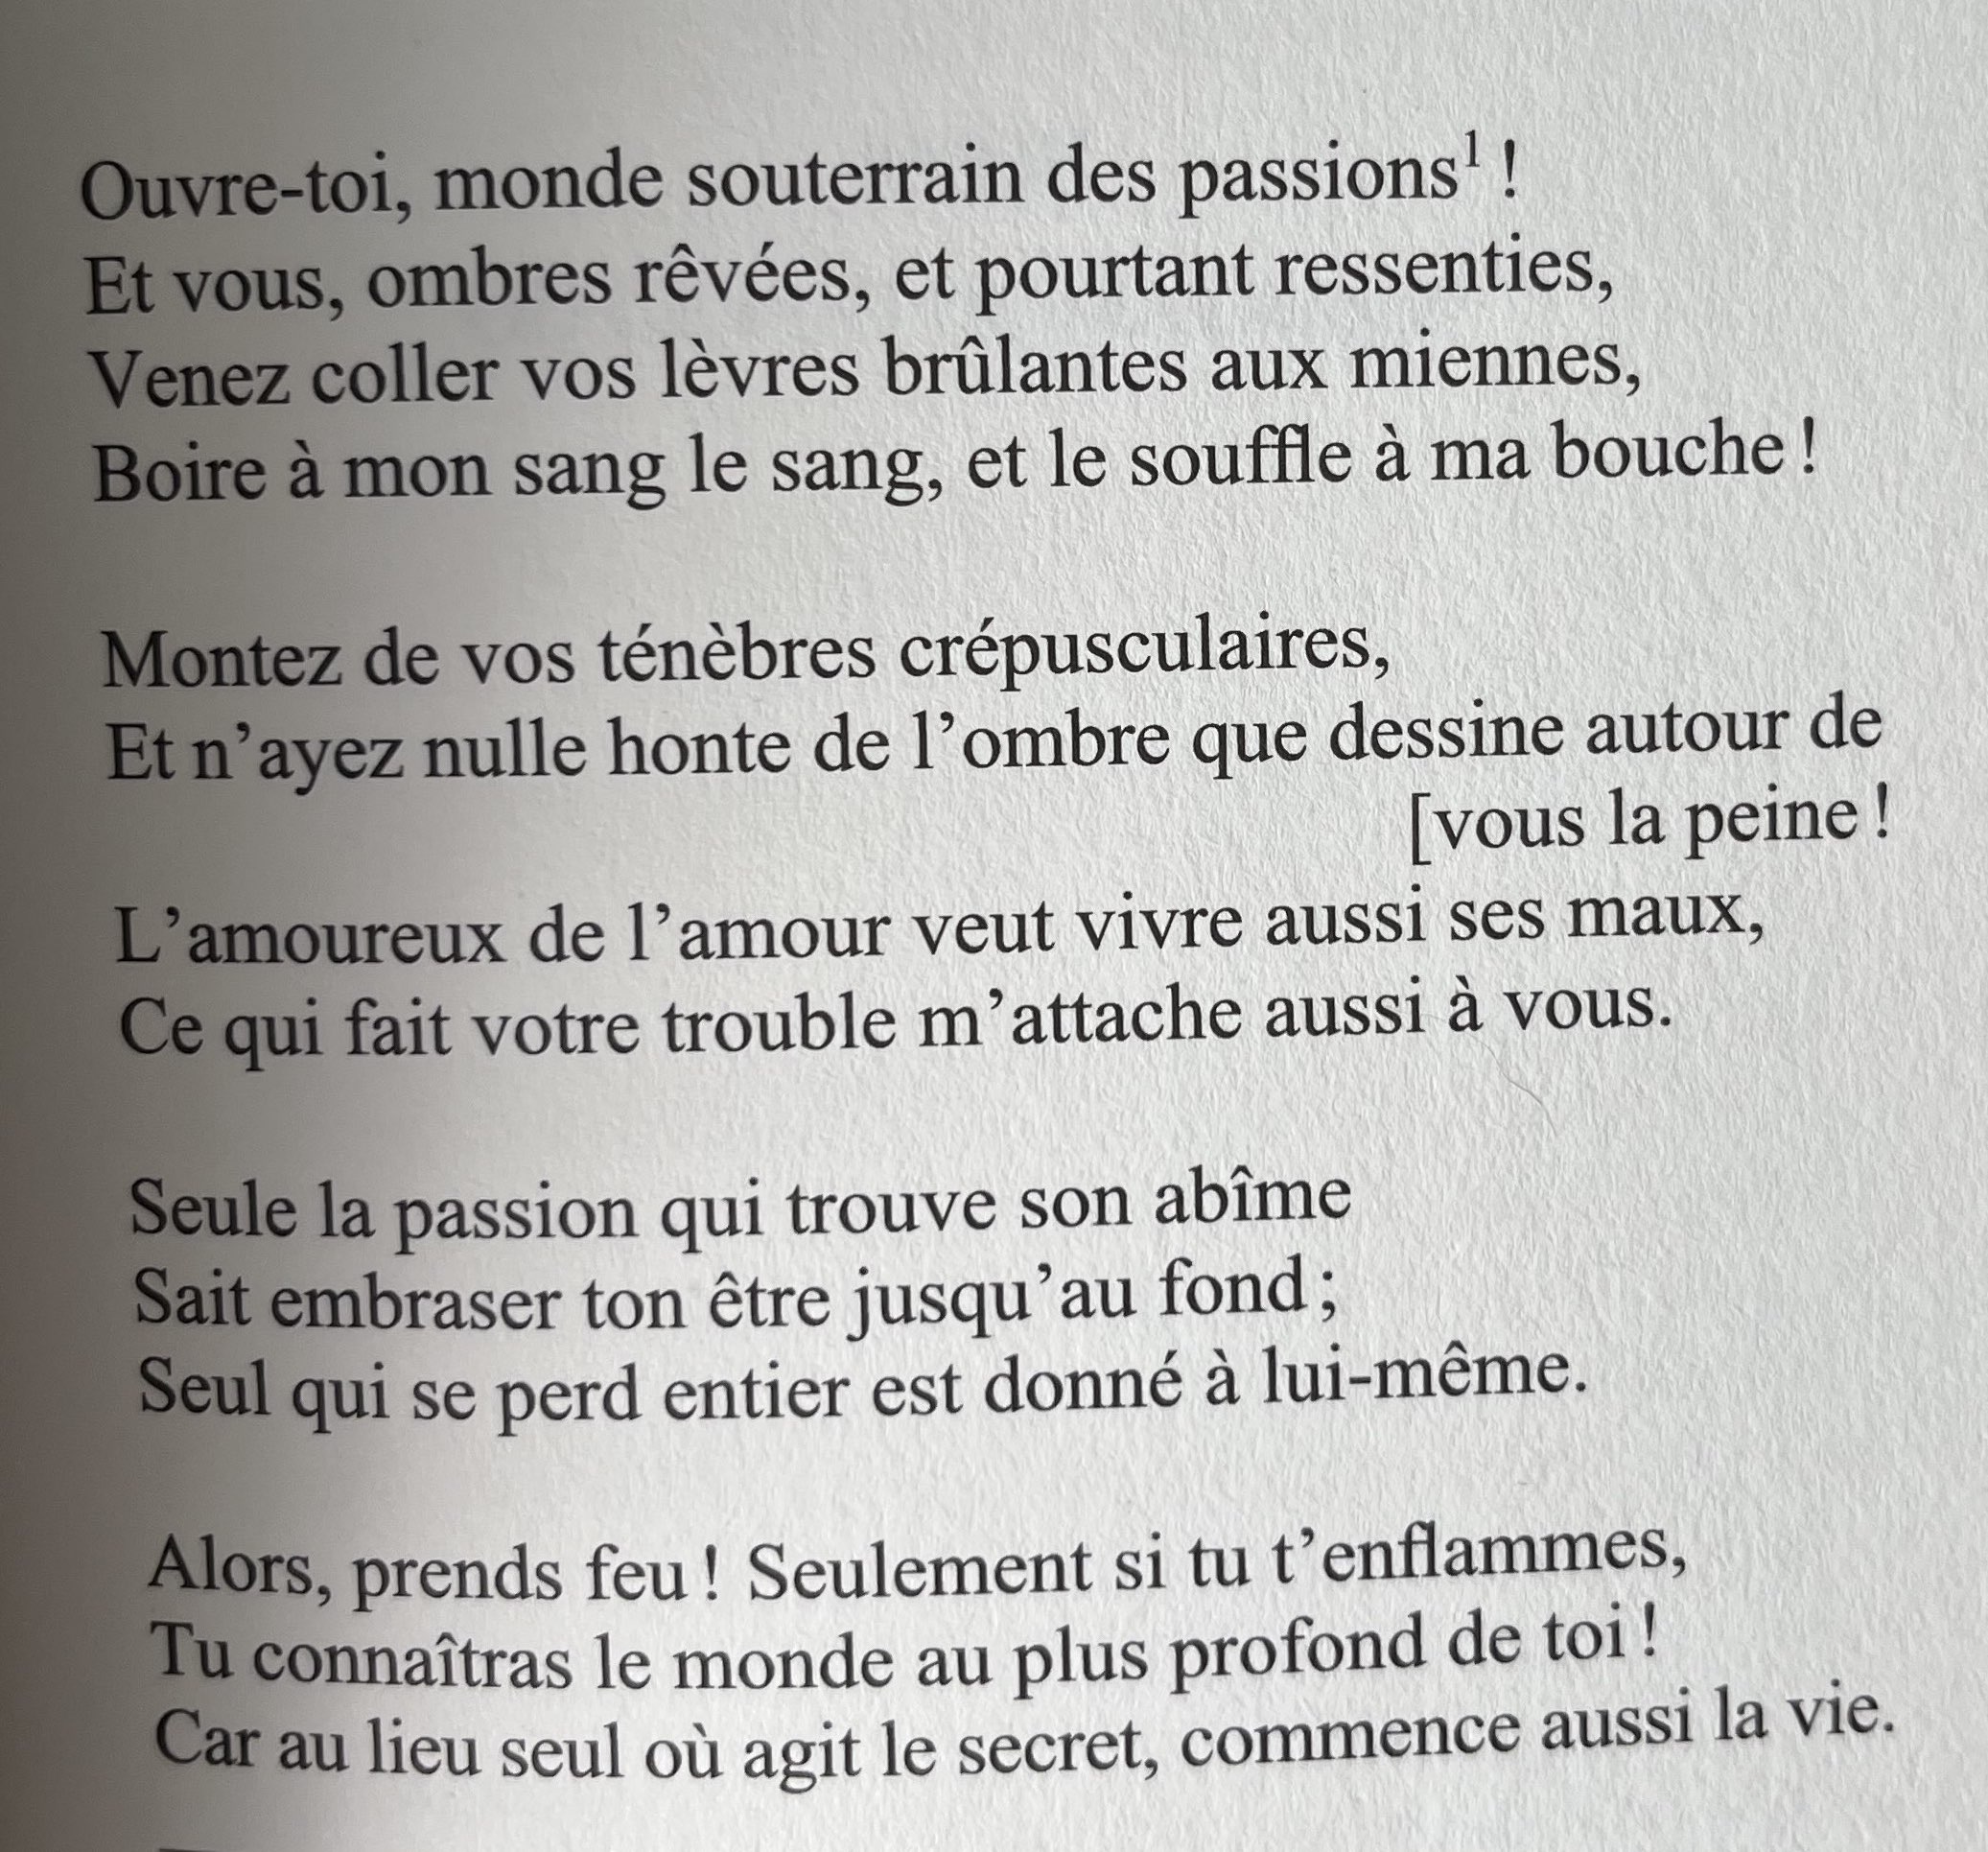 Ouvre-toi, monde souterrain des passions¹ !
Et vous, ombres rêvées, et pourtant ressenties,
Venez coller vos lèvres brûlantes aux miennes,
Boire à mon sang le sang, et le souffle à ma bouche !
Montez de vos ténèbres crépusculaires,
Et n’ayez nulle honte de l’ombre que dessine autour de
[vous la peine !
L’amoureux de l’amour veut vivre aussi ses maux,
Ce qui fait votre trouble m’attache aussi à vous.
Seule la passion qui trouve son abîme
Sait embraser ton être jusqu’au fond ;
Seul qui se perd entier est donné à lui-même.
Alors, prends feu ! Seulement si tu t’enflammes,
Tu connaîtras le monde au plus profond de toi !
Car au lieu seul où agit le secret, commence aussi la vie.